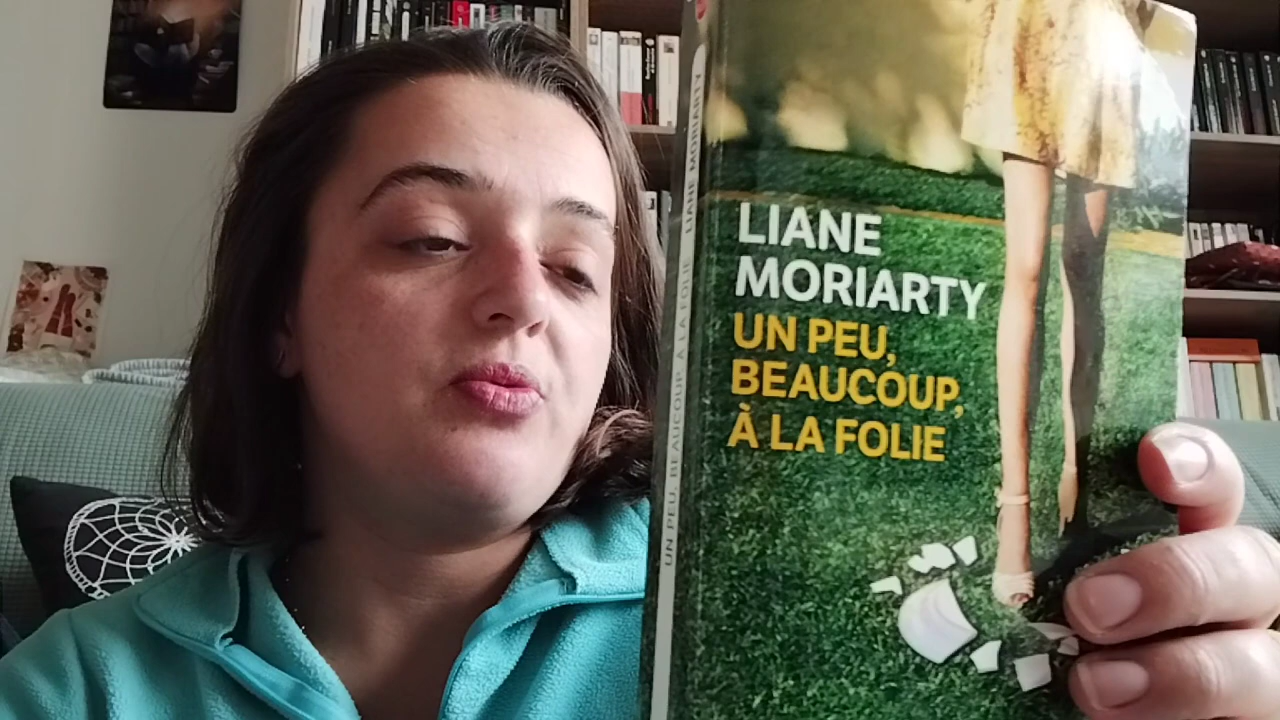 LIANE
MORIARTY
UN PEU,
BEAUCOUP,
À LA FOLIE
UN PEU, BEAUCOUP, À LA FOLIE LIANE MORIARTY